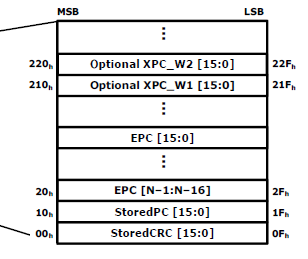 MSB LSB
⋮
220h Optional XPC_W2 [15:0] 22Fh
210h Optional XPC_W1 [15:0] 21Fh
⋮
EPC [15:0]
⋮
20h EPC [N-1:N-16] 2Fh
10h StoredPC [15:0] 1Fh
00h StoredCRC [15:0] 0Fh